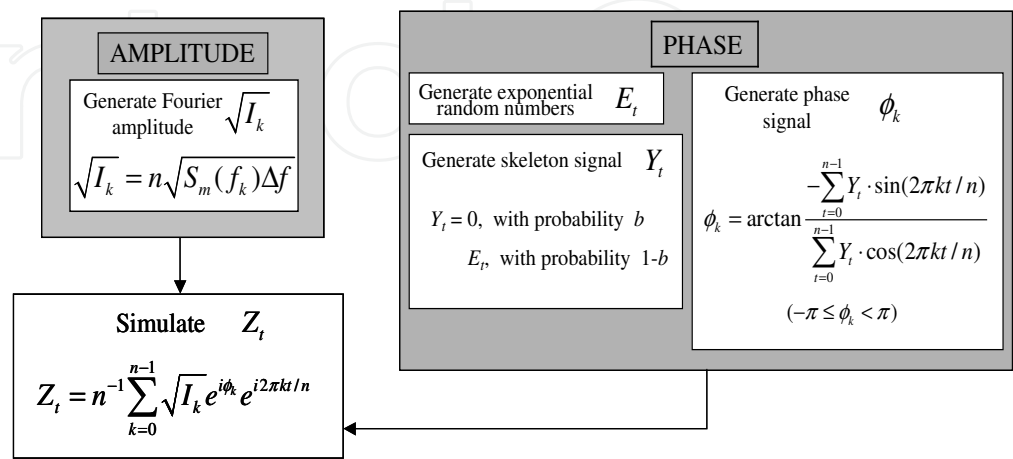 AMPLITUDE
Generate Fourier
amplitude √I_k
√I_k = n√S_m(f_k)Δf
PHASE
Generate exponential
random numbers E_t
Generate skeleton signal Y_t
Y_t = 0, with probability b
E_t, with probability 1-b
Generate phase
signal ϕ_k
ϕ_k = arctan -∑_{t=0}^{n-1} Y_t · sin(2πkt / n) / ∑_{t=0}^{n-1} Y_t · cos(2πkt / n)
(-π ≤ ϕ_k < π)
Simulate Z_t
Z_t = n^{-1} ∑_{k=0}^{n-1} √I_k e^{iϕ_k} e^{i2πkt/n}